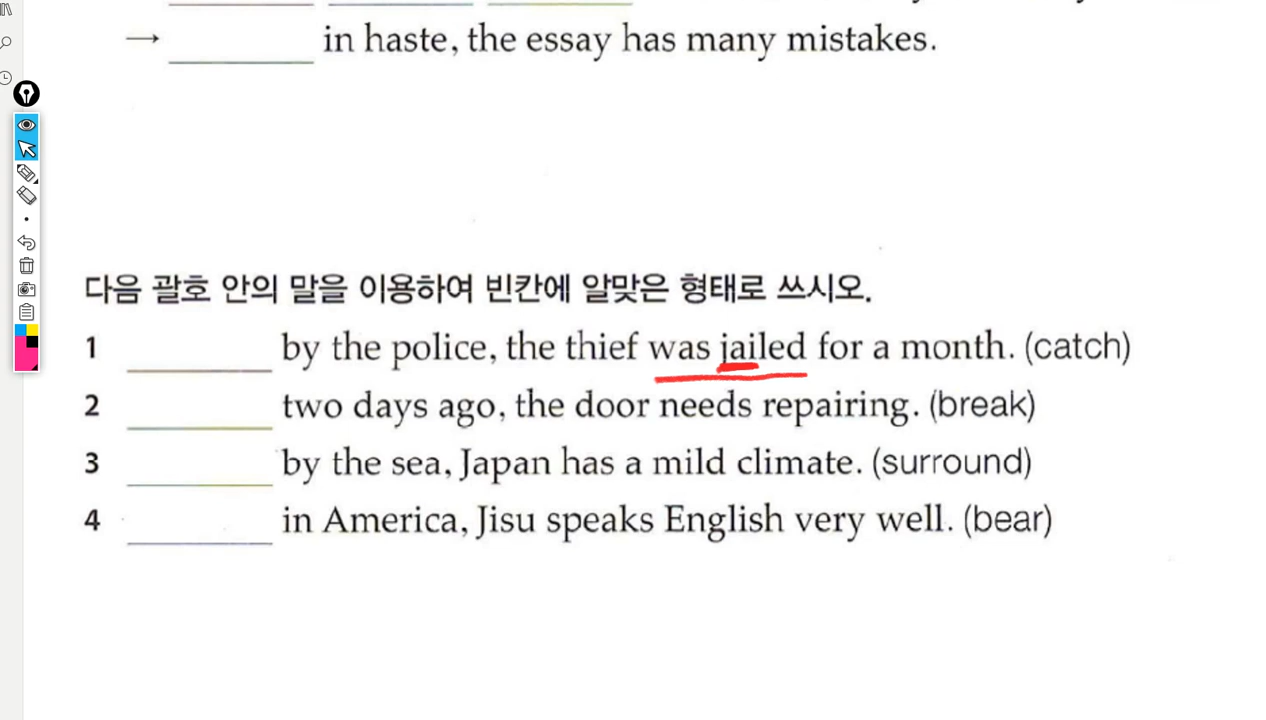 → ________ in haste, the essay has many mistakes.
다음 괄호 안의 말을 이용하여 빈칸에 알맞은 형태로 쓰시오.
1 ________ by the police, the thief was jailed for a month. (catch)
2 ________ two days ago, the door needs repairing. (break)
3 ________ by the sea, Japan has a mild climate. (surround)
4 ________ in America, Jisu speaks English very well. (bear)